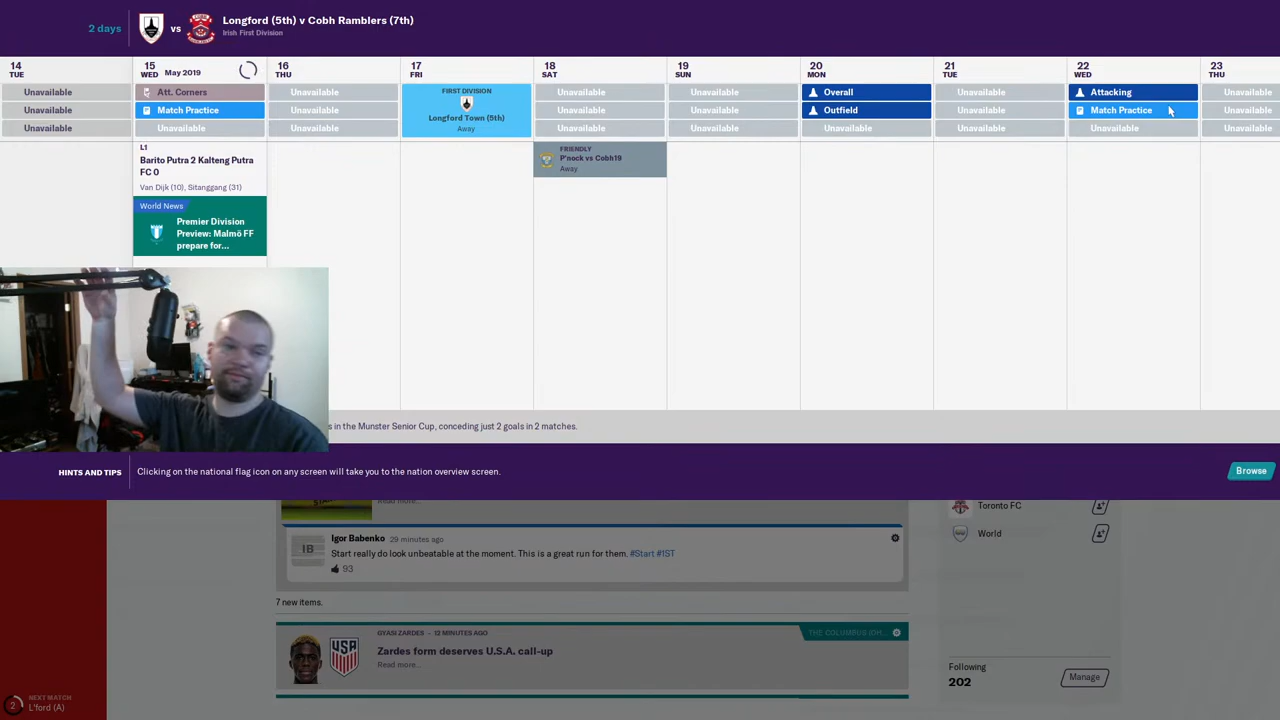 2 days
vs
Longford (5th) v Cobh Ramblers (7th)
Irish First Division
14
TUE
15
WED May 2019
16
THU
17
FRI
18
SAT
19
SUN
20
MON
21
TUE
22
WED
23
THU
Unavailable
Att. Corners
Unavailable
FIRST DIVISION
Longford Town (5th)
Away
Unavailable
Unavailable
Overall
Unavailable
Attacking
Unavailable
Unavailable
Match Practice
Unavailable
Unavailable
Unavailable
Outfield
Unavailable
Match Practice
Unavailable
Unavailable
Unavailable
Unavailable
Unavailable
Unavailable
Unavailable
Unavailable
Unavailable
Unavailable
L1
Barito Putra 2 Kalteng Putra
FC 0
Van Dijk (10), Sitanggang (31)
FRIENDLY
P'nock vs Cobh19
Away
World News
Premier Division
Preview: Malmö FF
prepare for...
in the Munster Senior Cup, conceding just 2 goals in 2 matches.
HINTS AND TIPS
Clicking on the national flag icon on any screen will take you to the nation overview screen.
Browse
Read more...
Toronto FC
IB
Igor Babenko 29 minutes ago
Start really do look unbeatable at the moment. This is a great run for them. #Start #1ST
93
World
7 new items.
GYASI ZARDES - 12 MINUTES AGO
USA
Zardes form deserves U.S.A. call-up
Read more...
Following
202
Manage
2
NEXT MATCH
L'ford (A)